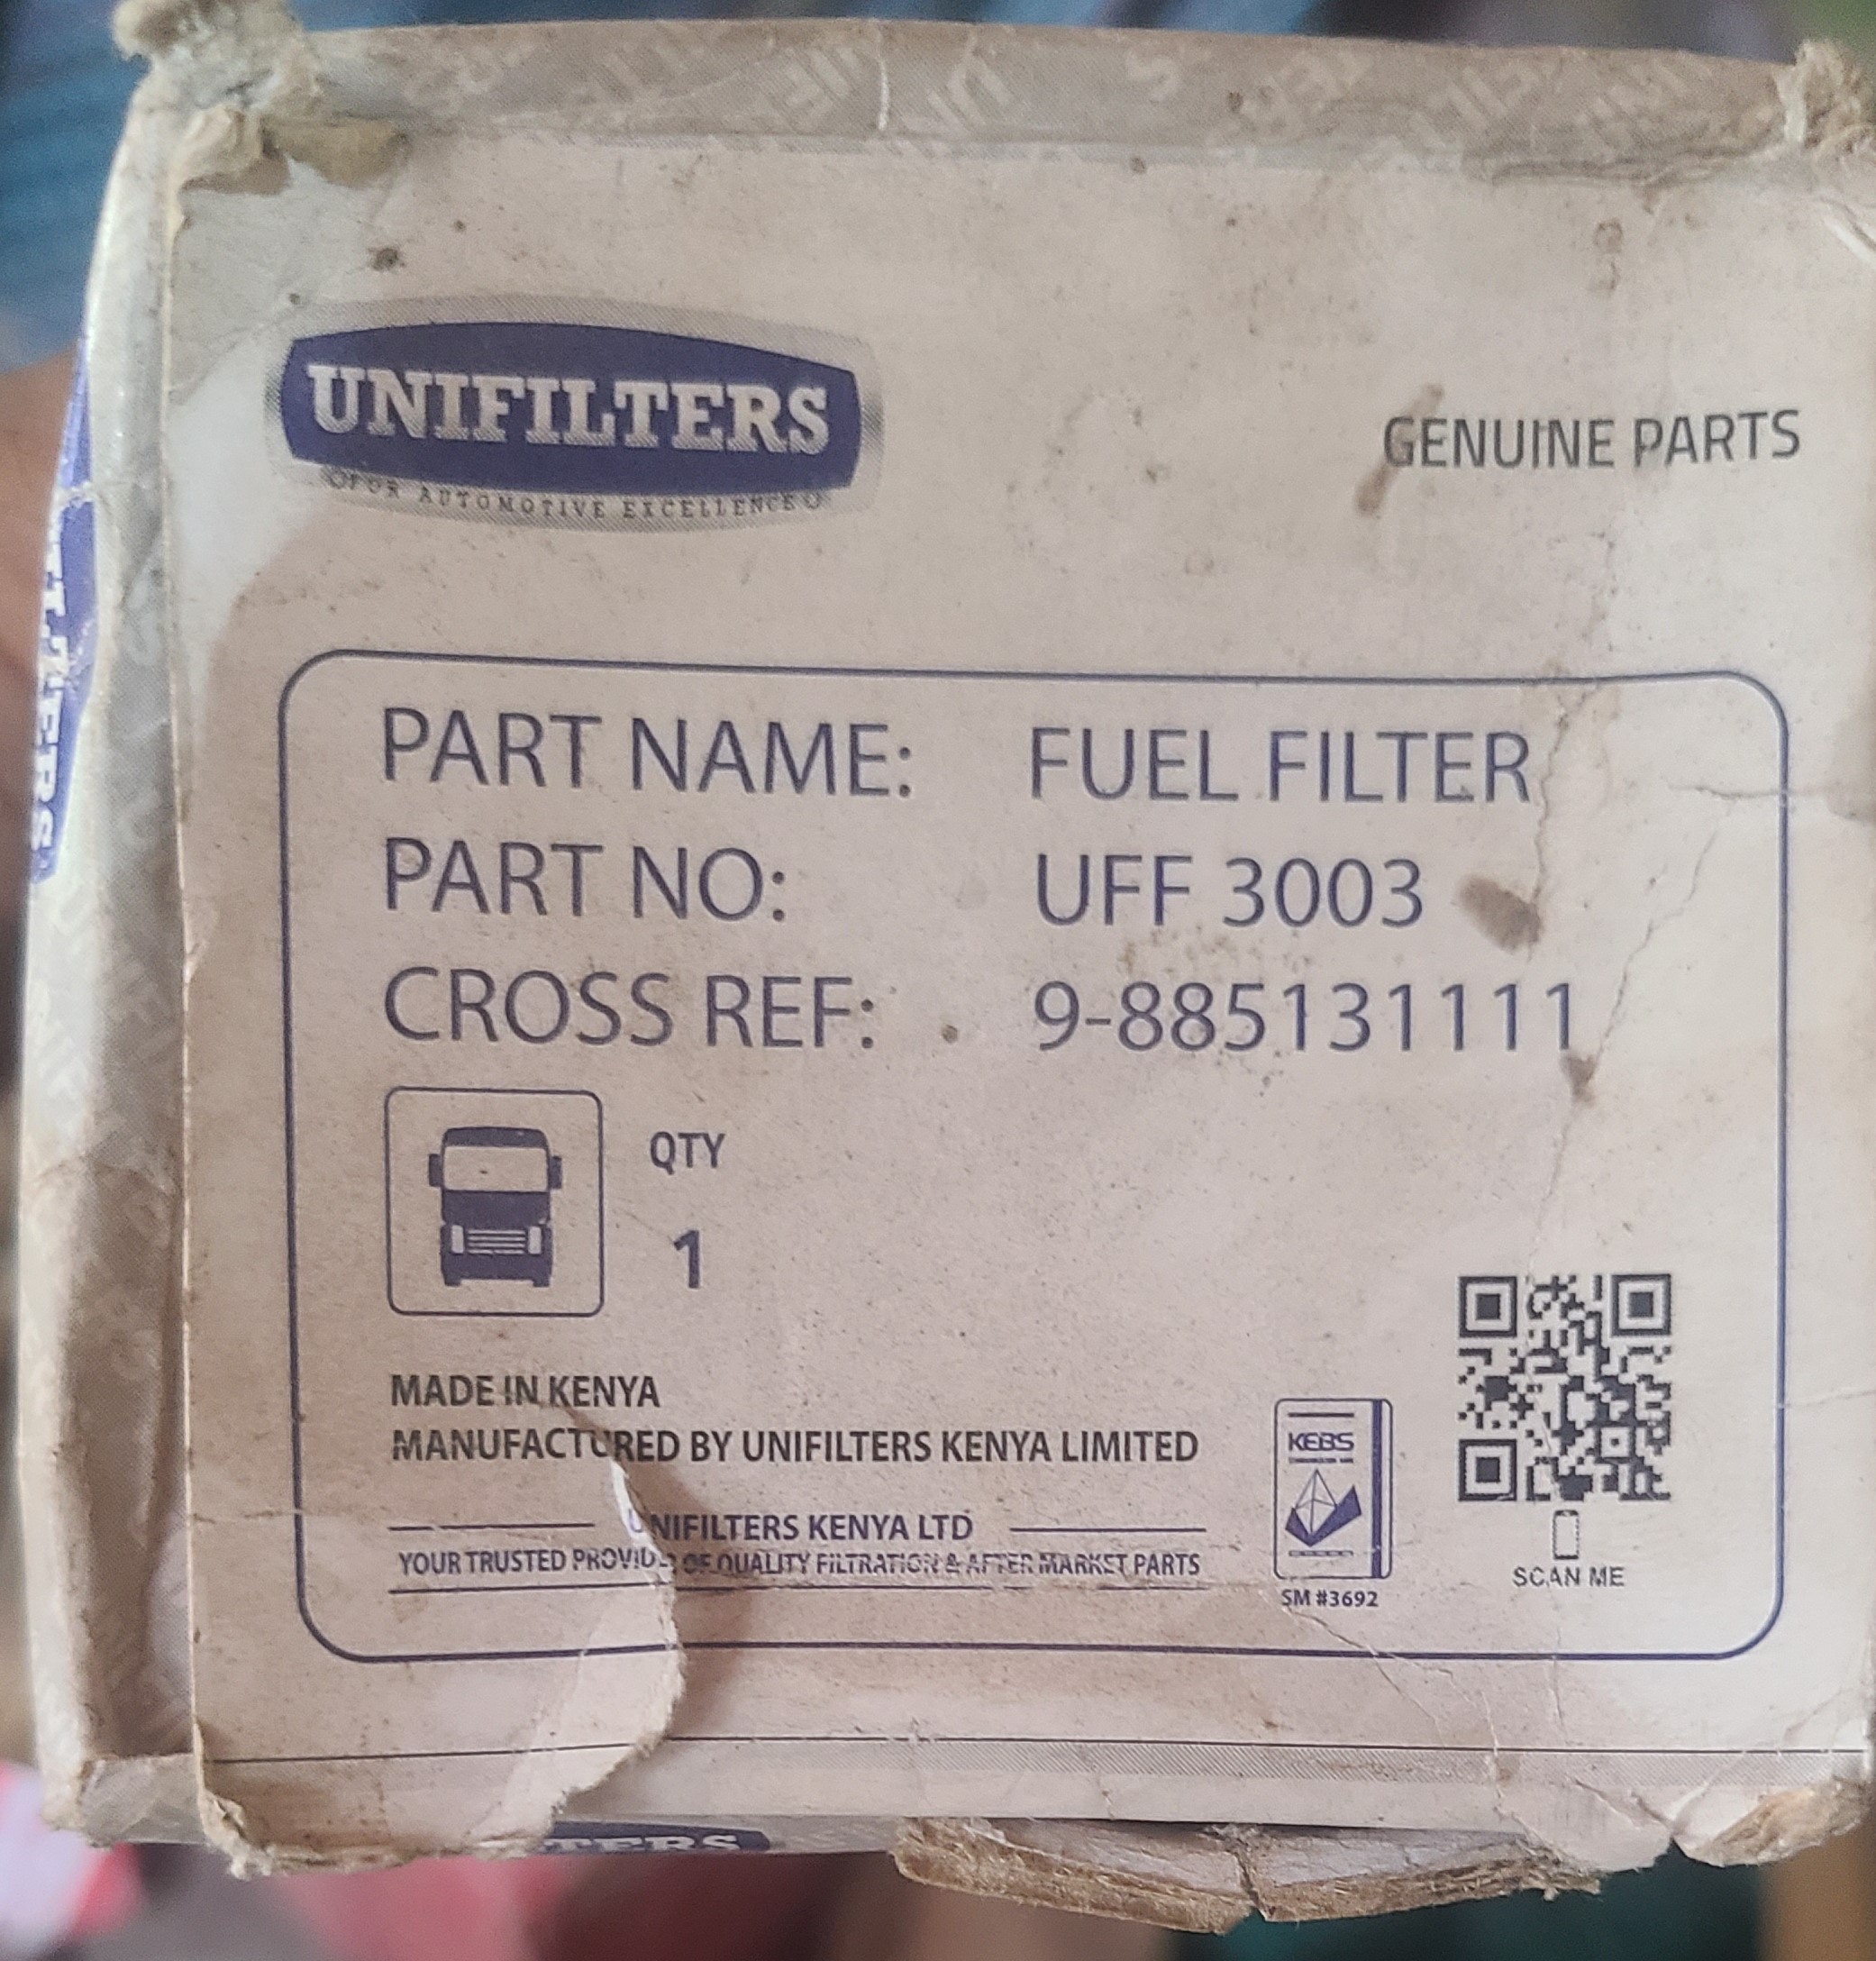 UNIFILTERS
FOR AUTOMOTIVE EXCELLENCE
GENUINE PARTS
PART NAME: FUEL FILTER
PART NO: UFF 3003
CROSS REF: 9-885131111
QTY
1
MADE IN KENYA
MANUFACTURED BY UNIFILTERS KENYA LIMITED
UNIFILTERS KENYA LTD
YOUR TRUSTED PROVIDER OF QUALITY FILTRATION & AFTER MARKET PARTS
KEBS
SM #3692
SCAN ME
LTERS
TERS